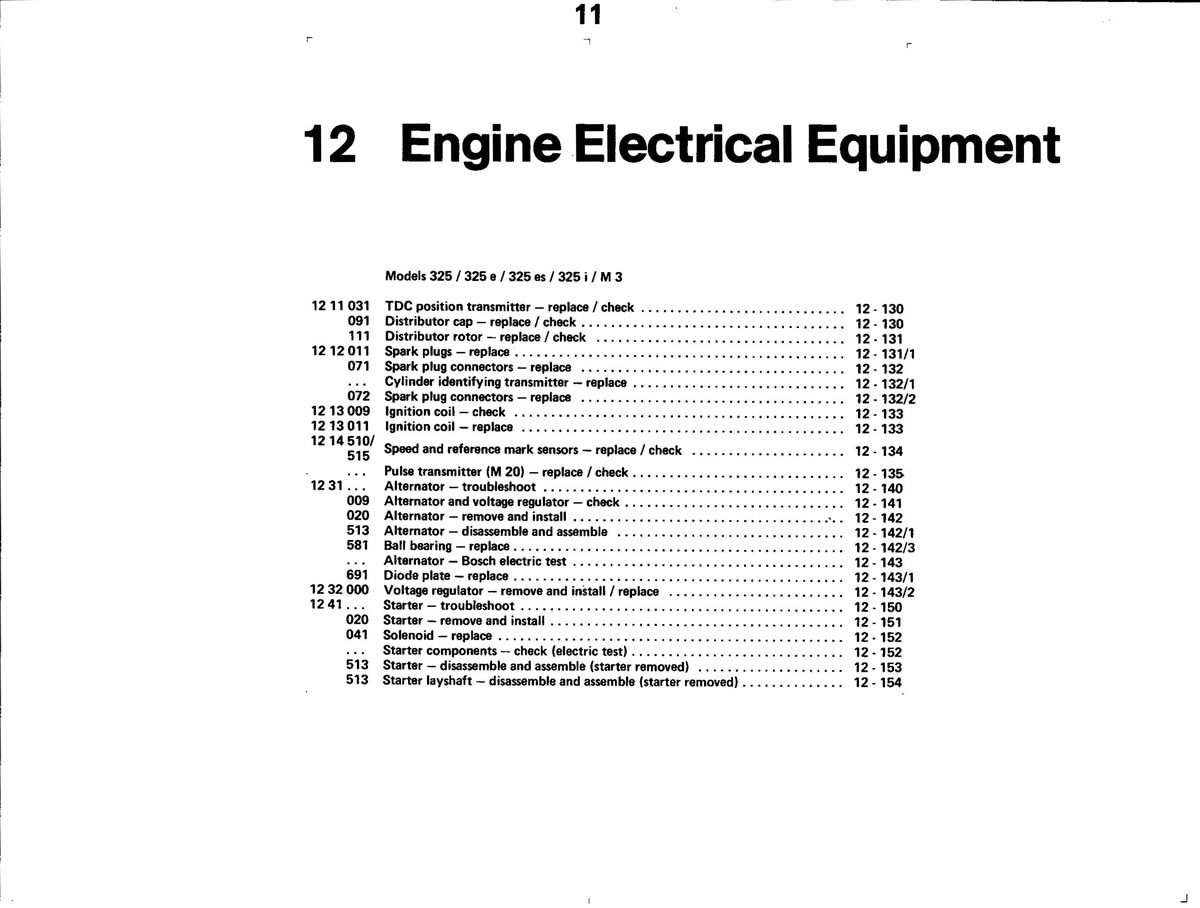 11
12 Engine Electrical Equipment
Models 325 / 325 e / 325 es / 325 i / M 3
12 11 031 TDC position transmitter — replace / check ............................ 12 - 130
091 Distributor cap — replace / check .................................... 12 - 130
111 Distributor rotor — replace / check .................................. 12 - 131
12 12 011 Spark plugs — replace ............................................. 12 - 131/1
071 Spark plug connectors — replace .................................... 12 - 132
... Cylinder identifying transmitter — replace ............................. 12 - 132/1
072 Spark plug connectors — replace .................................... 12 - 132/2
12 13 009 Ignition coil — check ............................................. 12 - 133
12 13 011 Ignition coil — replace ............................................ 12 - 133
12 14 510/
515 Speed and reference mark sensors — replace / check ..................... 12 - 134
... Pulse transmitter (M 20) — replace / check ............................. 12 - 135
12 31 ... Alternator — troubleshoot ......................................... 12 - 140
009 Alternator and voltage regulator — check .............................. 12 - 141
020 Alternator — remove and install ..................................... 12 - 142
513 Alternator — disassemble and assemble ............................... 12 - 142/1
581 Ball bearing — replace ............................................. 12 - 142/3
... Alternator — Bosch electric test ..................................... 12 - 143
691 Diode plate — replace ............................................. 12 - 143/1
12 32 000 Voltage regulator — remove and install / replace ........................ 12 - 143/2
12 41 ... Starter — troubleshoot ............................................ 12 - 150
020 Starter — remove and install ........................................ 12 - 151
041 Solenoid — replace ............................................... 12 - 152
... Starter components — check (electric test) ............................. 12 - 152
513 Starter — disassemble and assemble (starter removed) .................... 12 - 153
513 Starter layshaft — disassemble and assemble (starter removed) .............. 12 - 154